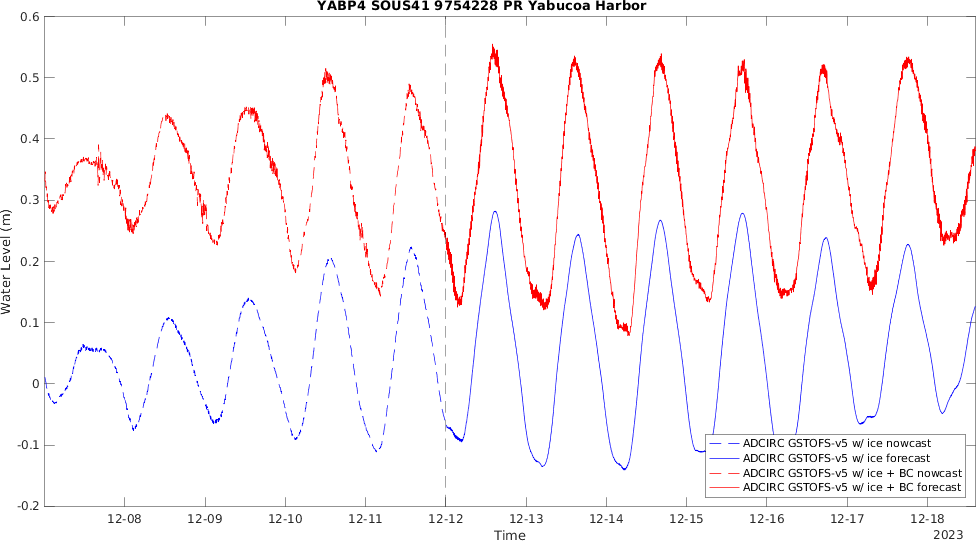 YABP4 SOUS41 9754228 PR Yabucoa Harbor
0.6
0.5
0.4
0.3
0.2
0.1
0
-0.1
-0.2
Water Level (m)
ADCIRC GSTOFS-v5 w/ ice nowcast
ADCIRC GSTOFS-v5 w/ ice forecast
ADCIRC GSTOFS-v5 w/ ice + BC nowcast
ADCIRC GSTOFS-v5 w/ ice + BC forecast
12-08 12-09 12-10 12-11 12-12 12-13 12-14 12-15 12-16 12-17 12-18
Time
2023